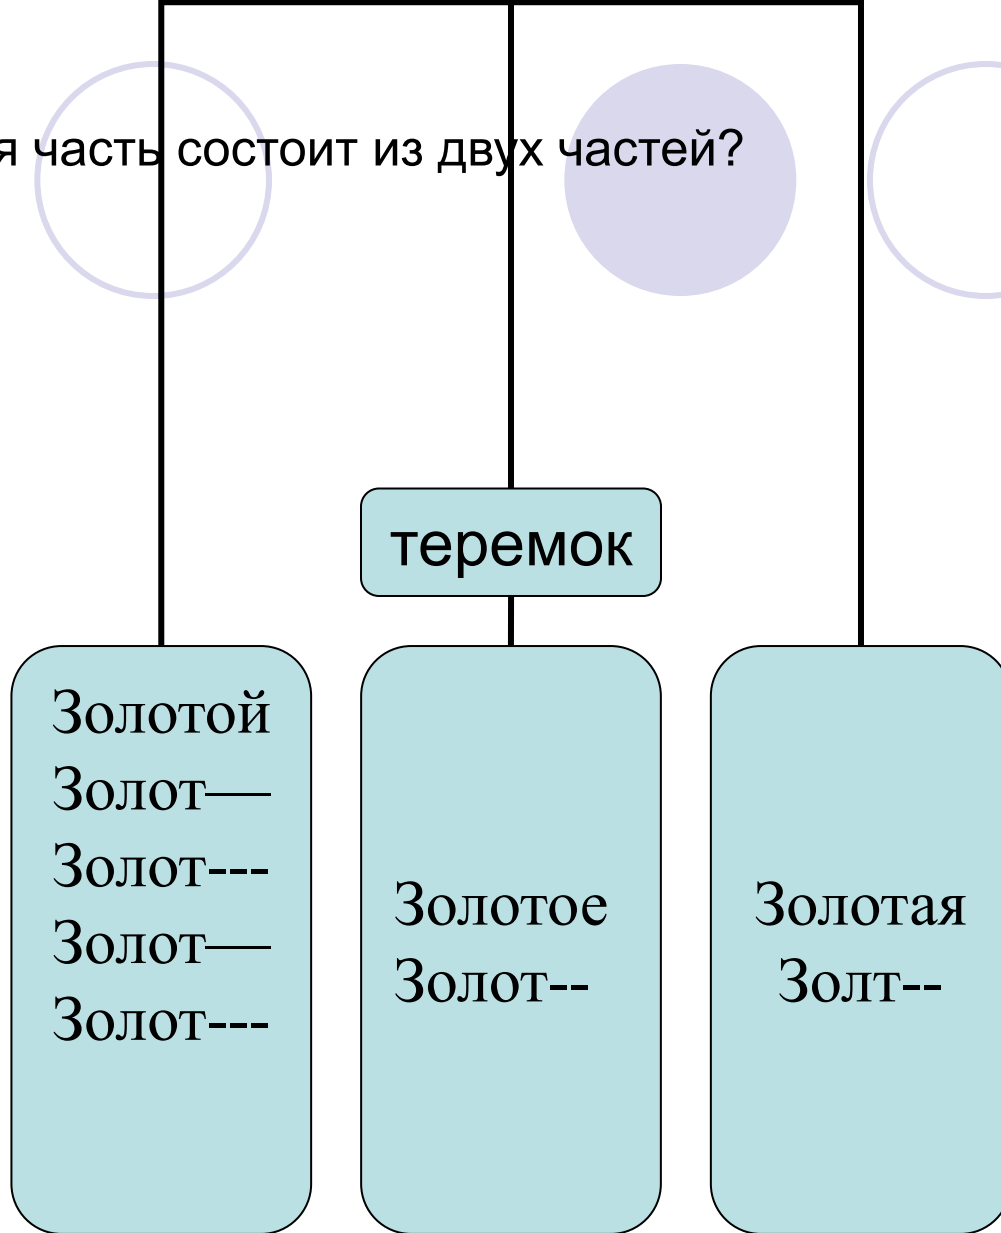 я часть состоит из двух частей?
теремок
Золотой
Золот—
Золот---
Золот—
Золот---
Золотое
Золот--
Золотая
Золт--